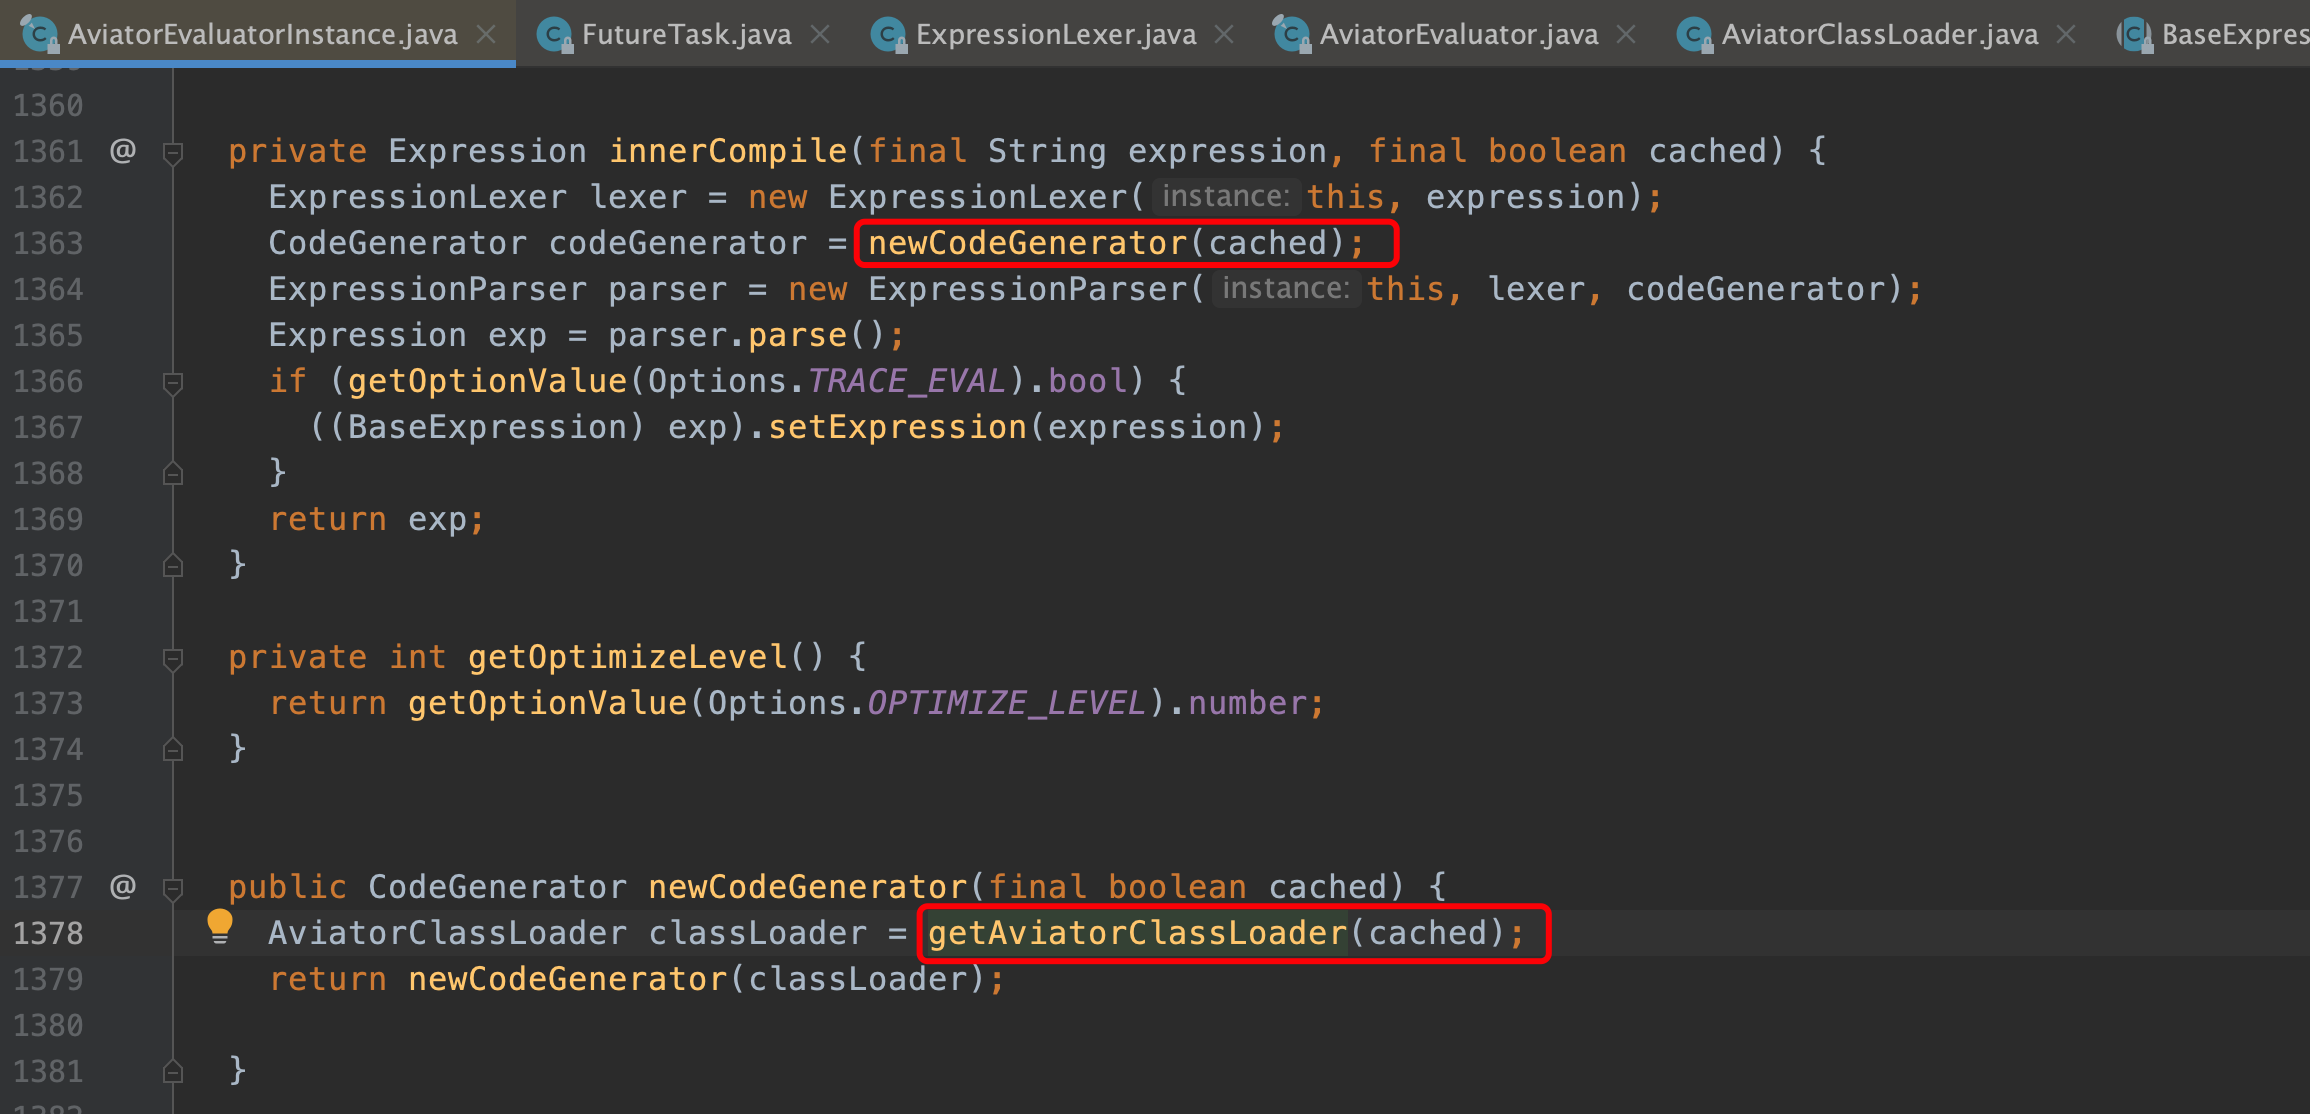 AviatorEvaluatorInstance.java FutureTask.java ExpressionLexer.java AviatorEvaluator.java AviatorClassLoader.java BaseExpres
1360
1361 @ private Expression innerCompile(final String expression, final boolean cached) {
1362 ExpressionLexer lexer = new ExpressionLexer( instance: this, expression);
1363 CodeGenerator codeGenerator = newCodeGenerator(cached);
1364 ExpressionParser parser = new ExpressionParser( instance: this, lexer, codeGenerator);
1365 Expression exp = parser.parse();
1366 if (getOptionValue(Options.TRACE_EVAL).bool) {
1367 ((BaseExpression) exp).setExpression(expression);
1368 }
1369 return exp;
1370 }
1371
1372 private int getOptimizeLevel() {
1373 return getOptionValue(Options.OPTIMIZE_LEVEL).number;
1374 }
1375
1376
1377 @ public CodeGenerator newCodeGenerator(final boolean cached) {
1378 AviatorClassLoader classLoader = getAviatorClassLoader(cached);
1379 return newCodeGenerator(classLoader);
1380
1381 }